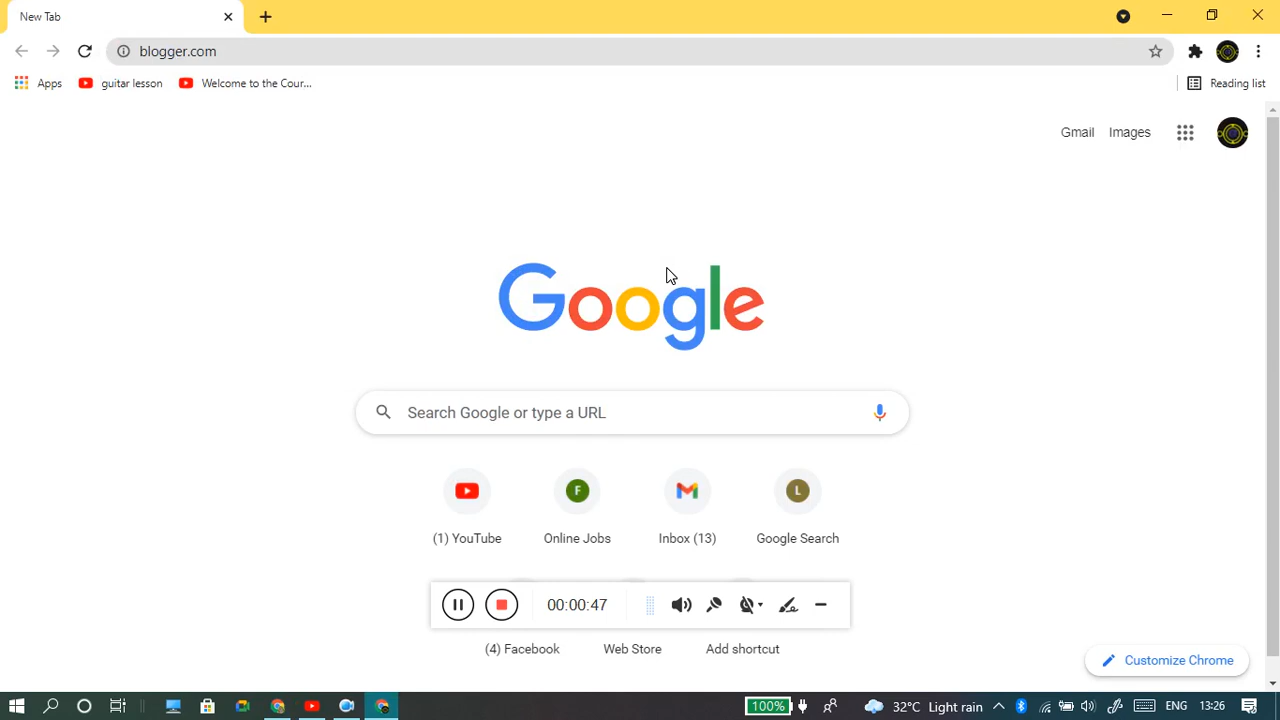 New Tab
blogger.com
Apps
guitar lesson
Welcome to the Cour...
Reading list
Gmail
Images
Google
Search Google or type a URL
F
L
(1) YouTube
Online Jobs
Inbox (13)
Google Search
00:00:47
(4) Facebook
Web Store
Add shortcut
Customize Chrome
100%
32°C Light rain
ENG
13:26